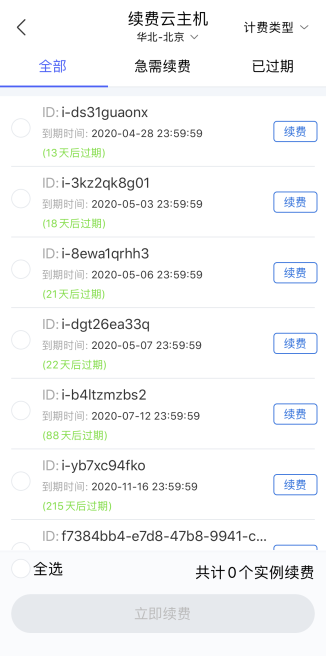 续费云主机
华北-北京
计费类型
全部 急需续费 已过期
ID: i-ds31guaonx
到期时间: 2020-04-28 23:59:59
(13天后过期)
续费
ID: i-3kz2qk8g01
到期时间: 2020-05-03 23:59:59
(18天后过期)
续费
ID: i-8ewa1qrhh3
到期时间: 2020-05-06 23:59:59
(21天后过期)
续费
ID: i-dgt26ea33q
到期时间: 2020-05-07 23:59:59
(22天后过期)
续费
ID: i-b4ltzmzbs2
到期时间: 2020-07-12 23:59:59
(88天后过期)
续费
ID: i-yb7xc94fko
到期时间: 2020-11-16 23:59:59
(215天后过期)
续费
ID: f7384bb4-e7d8-47b8-9941-c...
全选
共计0个实例续费
立即续费